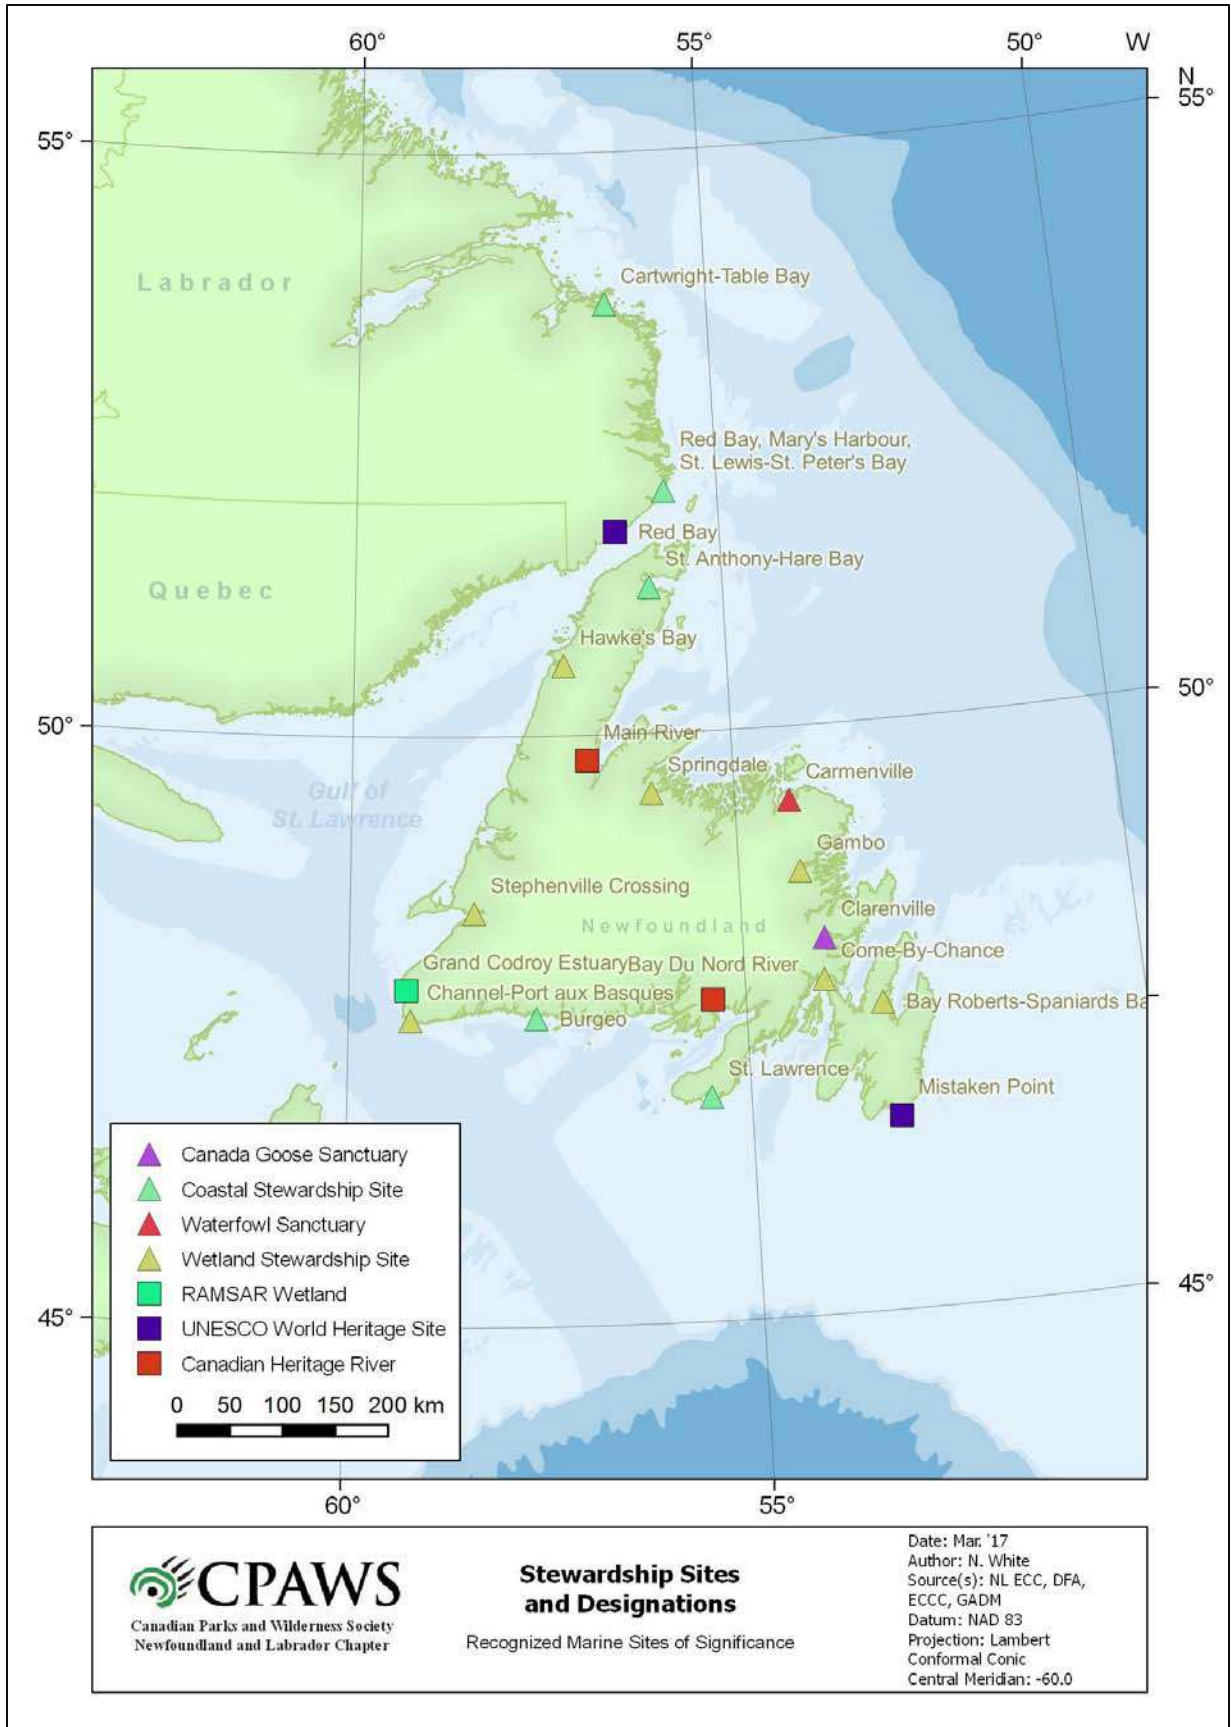 60°
55°
50°
W
N
55°
55°
Labrador
Cartwright-Table Bay
Red Bay, Mary's Harbour,
St. Lewis-St. Peter's Bay
Red Bay
St. Anthony-Hare Bay
Quebec
Hawke's Bay
50°
50°
Main River
Springdale
Carmenville
Gulf of
St. Lawrence
Gambo
Stephenville Crossing
Clarenville
Newfoundland
Come-By-Chance
Grand Codroy Estuary
Bay Du Nord River
Channel-Port aux Basques
Bay Roberts-Spaniards Ba
Burgeo
St. Lawrence
Mistaken Point
Canada Goose Sanctuary
Coastal Stewardship Site
Waterfowl Sanctuary
Wetland Stewardship Site
RAMSAR Wetland
UNESCO World Heritage Site
Canadian Heritage River
0 50 100 150 200 km
45°
45°
60°
55°
CPAWS
Canadian Parks and Wilderness Society
Newfoundland and Labrador Chapter
Stewardship Sites
and Designations
Recognized Marine Sites of Significance
Date: Mar. '17
Author: N. White
Source(s): NL ECC, DFA,
ECCC, GADM
Datum: NAD 83
Projection: Lambert
Conformal Conic
Central Meridian: -60.0